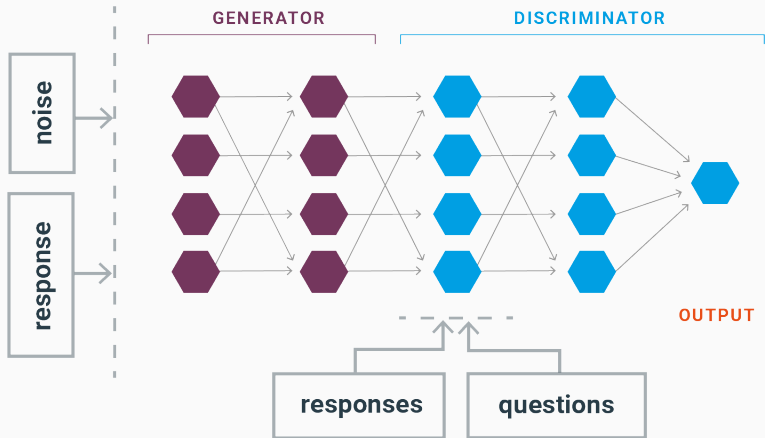 GENERATOR
DISCRIMINATOR
noise
response
OUTPUT
responses
questions